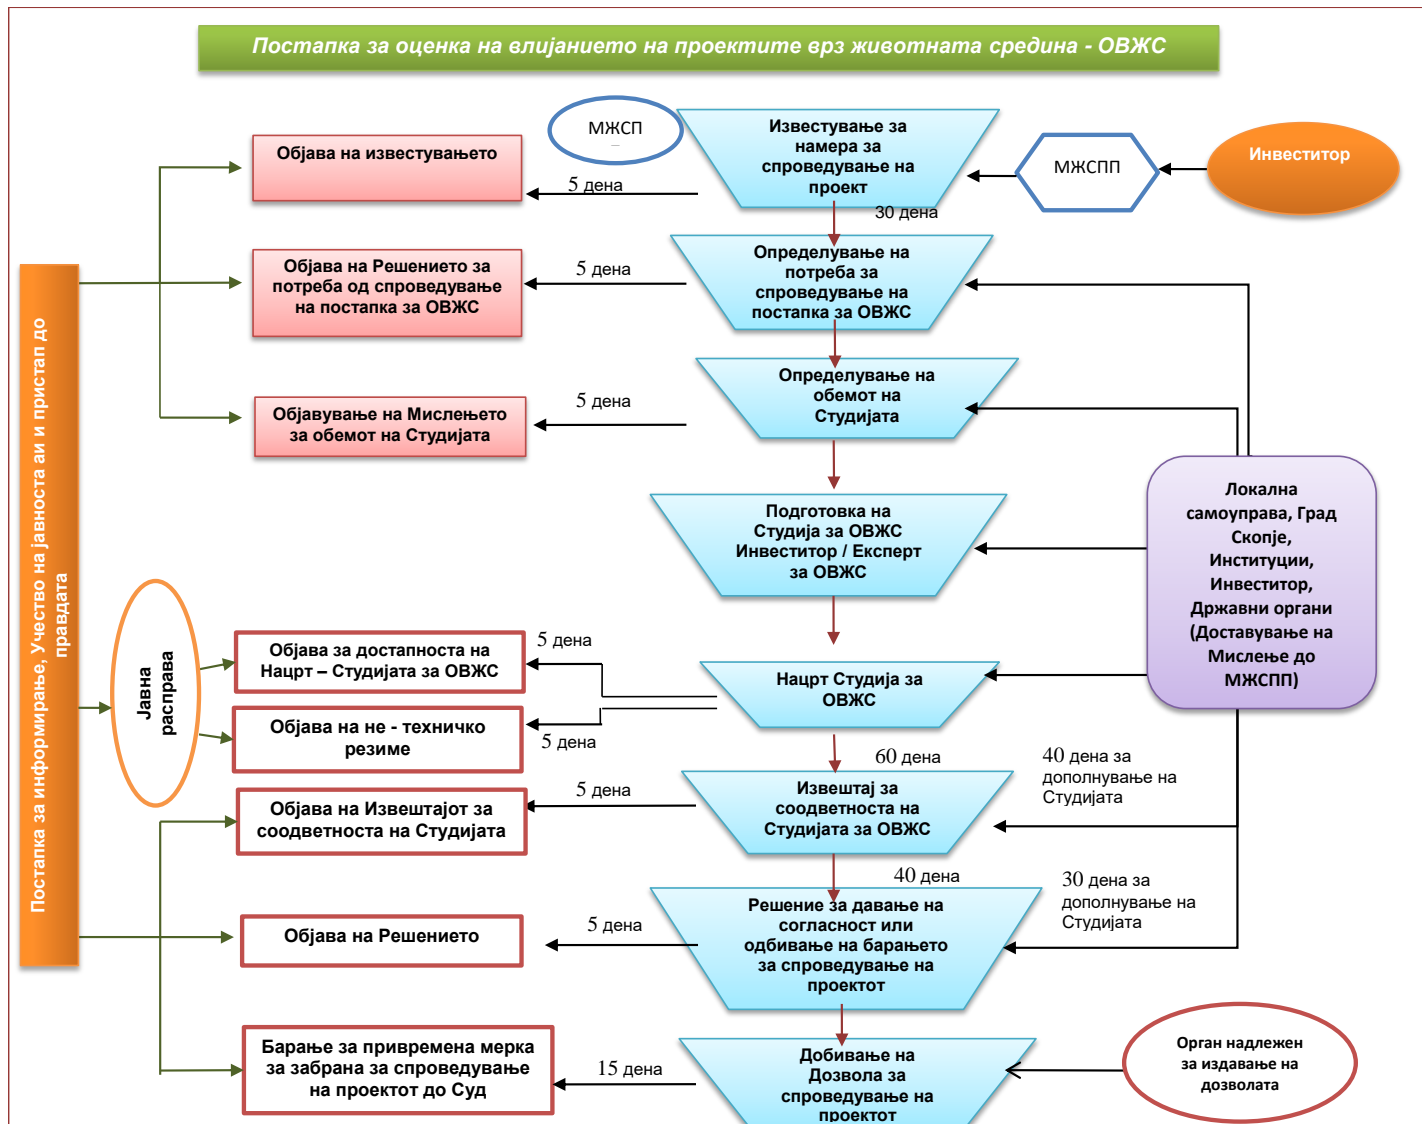 Постапка за оценка на влијанието на проектите врз животната средина - ОВЖС
МЖСП
Известување за
намера за
спроведување на
проект
МЖСПП
Инвеститор
Објава на известувањето
5 дена
30 дена
Објава на Решението за
потреба од спроведување
на постапка за ОВЖС
5 дена
Определување на
потреба за
спроведување на
постапка за ОВЖС
Објавување на Мислењето
за обемот на Студијата
5 дена
Определување на
обемот на
Студијата
Подготовка на
Студија за ОВЖС
Инвеститор / Експерт
за ОВЖС
Локална
самоуправа, Град
Скопје,
Институции,
Инвеститор,
Државни органи
(Доставување на
Мислење до
МЖСПП)
Постапка за информирање, Учество на јавноста аи и пристап до
правдата
Јавна
расправа
Објава за достапноста на
Нацрт – Студијата за ОВЖС
5 дена
Нацрт Студија за
ОВЖС
Објава на не - техничко
резиме
5 дена
60 дена
40 дена за
дополнување на
Студијата
Објава на Извештајот за
соодветноста на Студијата
5 дена
Извештај за
соодветноста на
Студијата за ОВЖС
40 дена
30 дена за
дополнување на
Студијата
Објава на Решението
5 дена
Решение за давање на
согласност или
одбивање на барањето
за спроведување на
проектот
Барање за привремена мерка
за забрана за спроведување
на проектот до Суд
15 дена
Добивање на
Дозвола за
спроведување на
проектот
Орган надлежен
за издавање на
дозволата